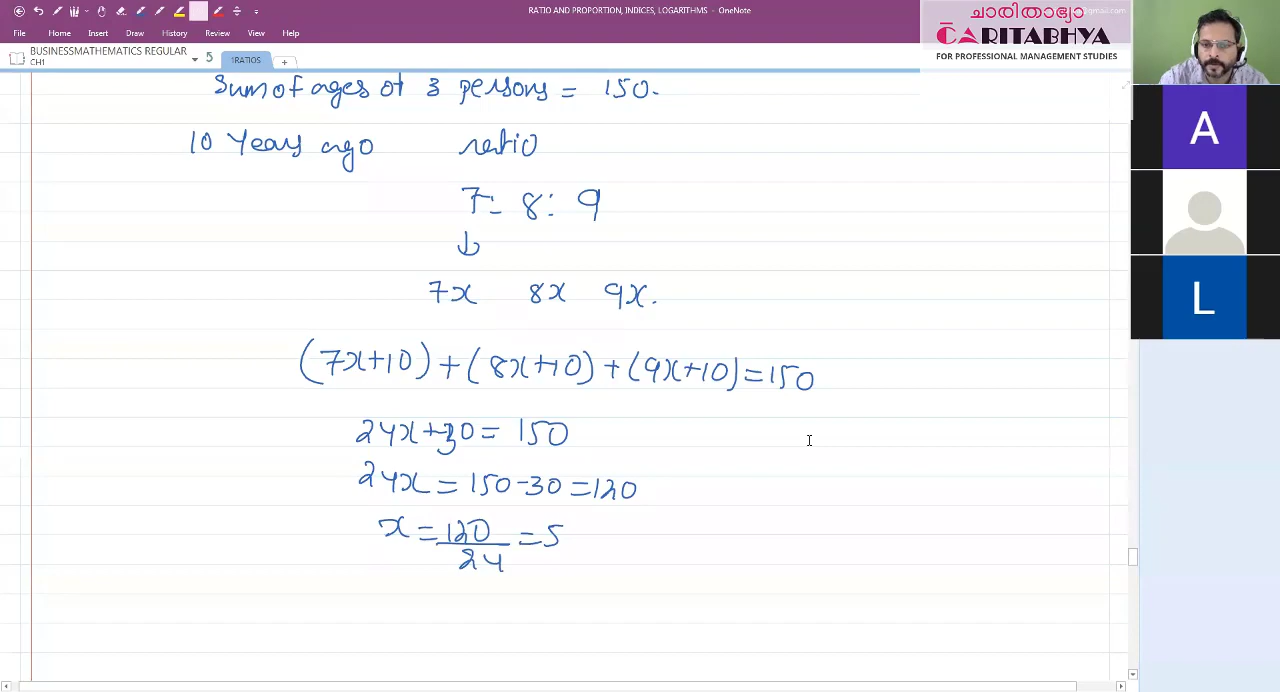 RATIO AND PROPORTION, INDICES, LOGARITHMS - OneNote
ചാരിതാഭ്യാ
CARITABHYA
FOR PROFESSIONAL MANAGEMENT STUDIES
File Home Insert Draw History Review View Help
BUSINESSMATHEMATICS REGULAR
CH1
5
1RATIOS
Sum of ages of 3 persons = 150.
10 Years ago ratio
7: 8: 9
↓
7x 8x 9x.
(7x+10)+(8x+10)+(9x+10)=150
24x+30= 150
24x=150-30=120
x=120/24=5
A
L